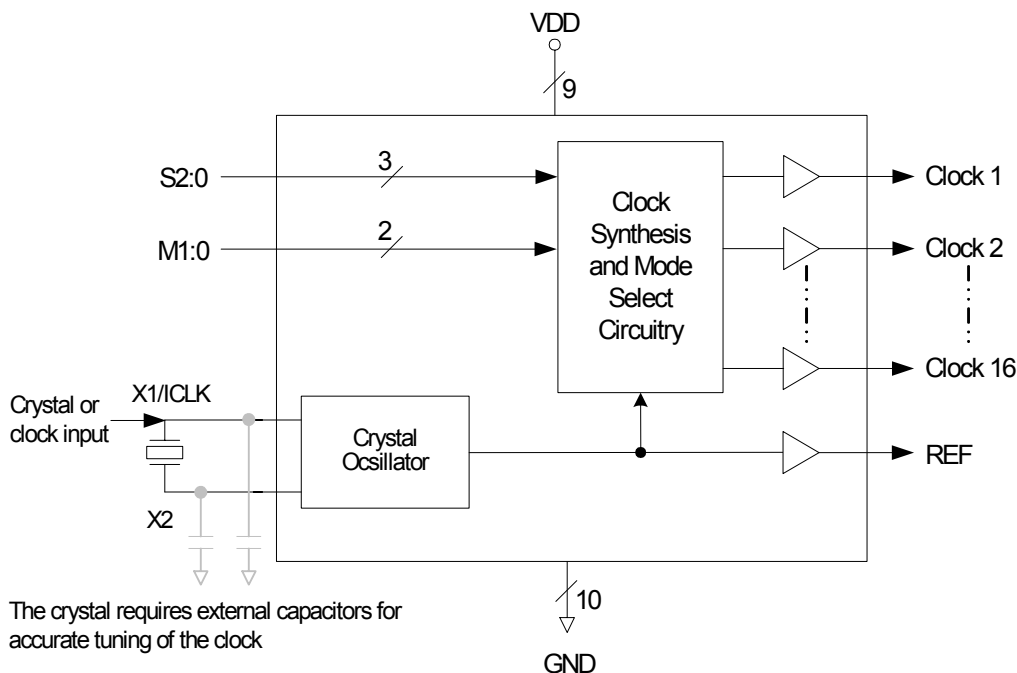 VDD
9
S2:0
3
M1:0
2
Clock
Synthesis
and Mode
Select
Circuitry
Clock 1
Clock 2
Clock 16
X1/ICLK
Crystal or
clock input
Crystal
Ocsillator
REF
X2
The crystal requires external capacitors for
accurate tuning of the clock
10
GND